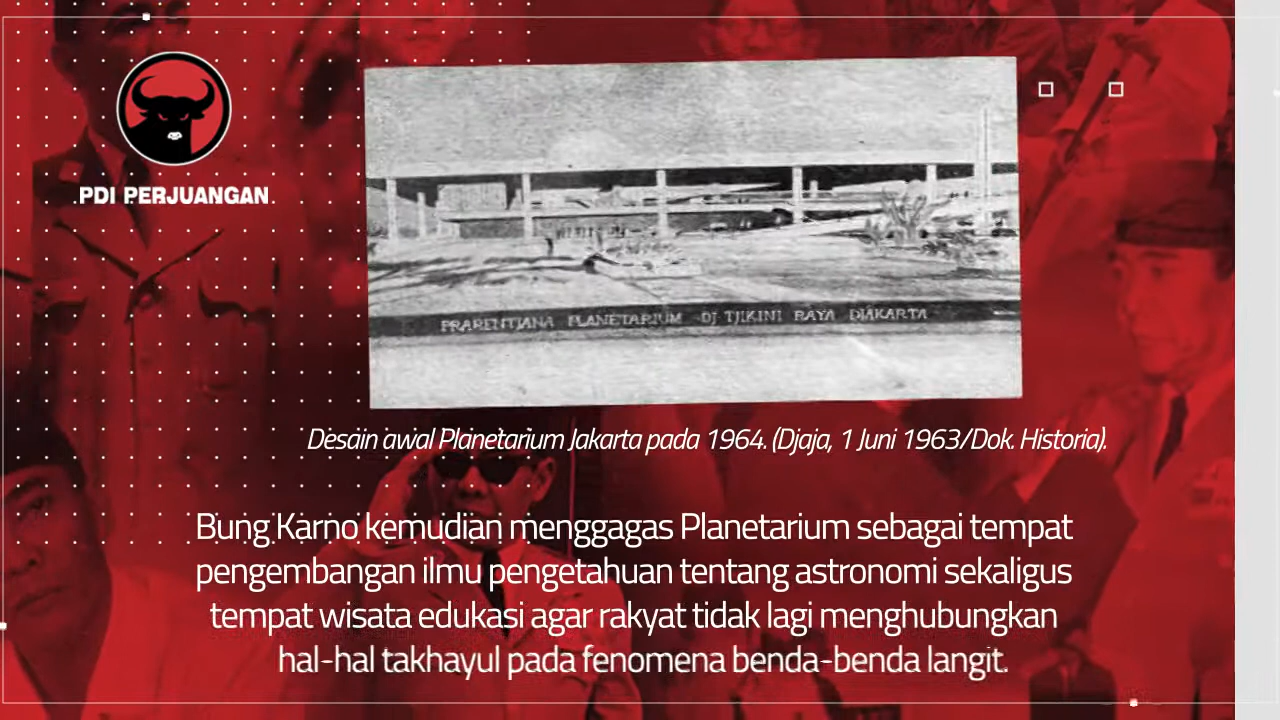 PDI PERJUANGAN
PRARENTJANA PLANETARIUM DJ TJIKINI RAYA DJAKARTA
Desain awal Planetarium Jakarta pada 1964. (Djaja, 1 Juni 1963/Dok. Historia).
Bung Karno kemudian menggagas Planetarium sebagai tempat
pengembangan ilmu pengetahuan tentang astronomi sekaligus
tempat wisata edukasi agar rakyat tidak lagi menghubungkan
hal-hal takhayul pada fenomena benda-benda langit.